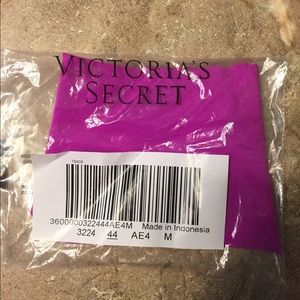 VICTORIA'S
SECRET
3600000322444AE4M Made in Indonesia
3224 44 AE4 M